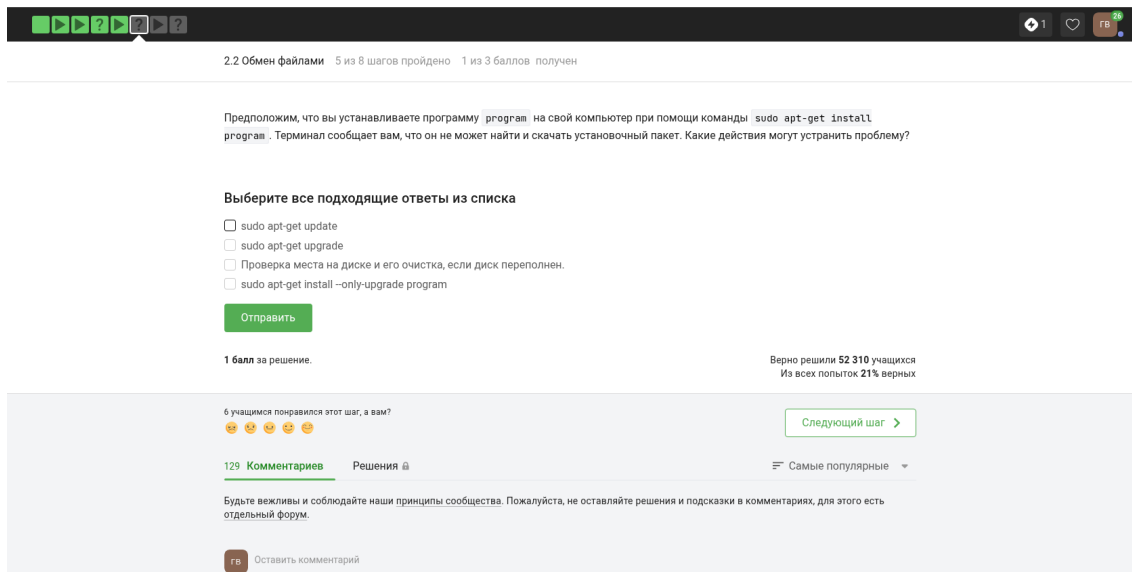 ? ? ?
1 ГВ 26
2.2 Обмен файлами 5 из 8 шагов пройдено 1 из 3 баллов получен
Предположим, что вы устанавливаете программу program на свой компьютер при помощи команды sudo apt-get install
program . Терминал сообщает вам, что он не может найти и скачать установочный пакет. Какие действия могут устранить проблему?
Выберите все подходящие ответы из списка
sudo apt-get update
sudo apt-get upgrade
Проверка места на диске и его очистка, если диск переполнен.
sudo apt-get install --only-upgrade program
Отправить
1 балл за решение.
Верно решили 52 310 учащихся
Из всех попыток 21% верных
6 учащимся понравился этот шаг, а вам?
Следующий шаг
129 Комментариев Решения Самые популярные
Будьте вежливы и соблюдайте наши принципы сообщества. Пожалуйста, не оставляйте решения и подсказки в комментариях, для этого есть
отдельный форум.
ГВ Оставить комментарий